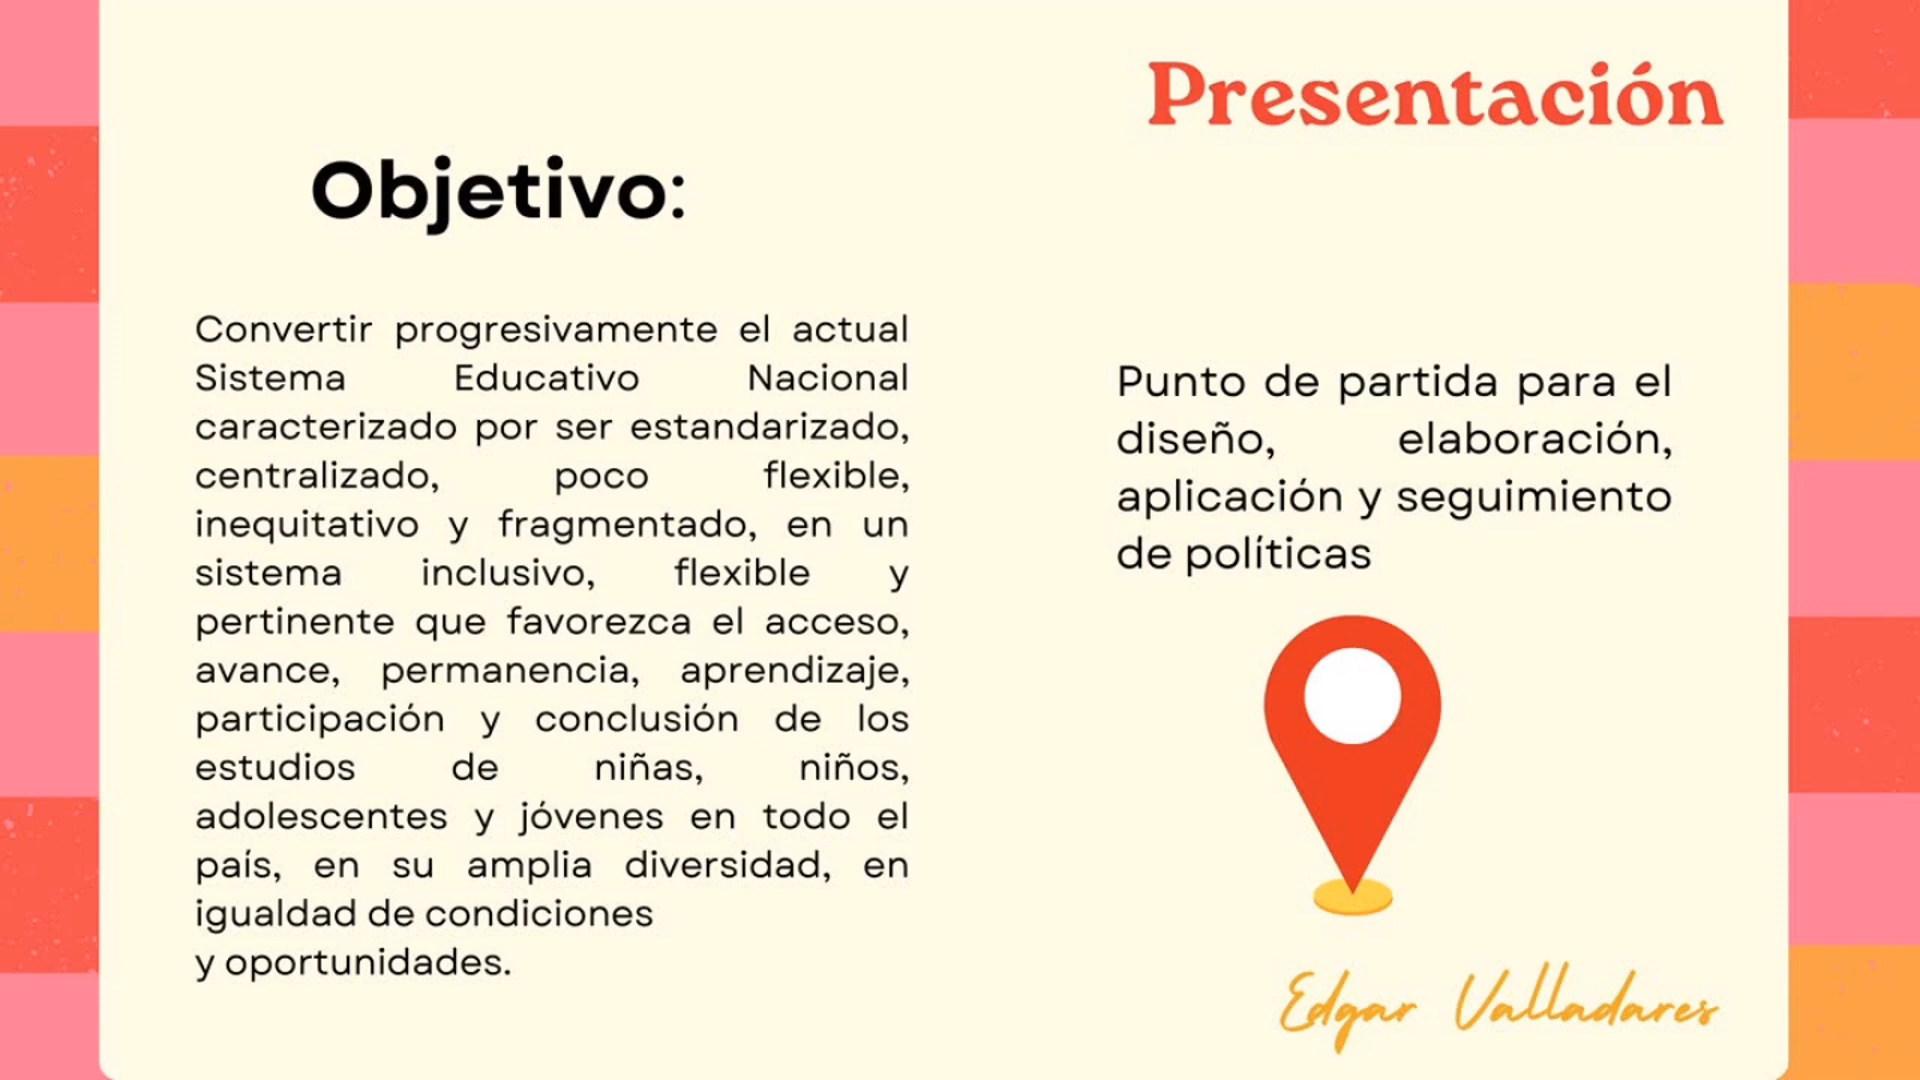 Presentación
Objetivo:
Convertir progresivamente el actual
Sistema Educativo Nacional
caracterizado por ser estandarizado,
centralizado, poco flexible,
inequitativo y fragmentado, en un
sistema inclusivo, flexible y
pertinente que favorezca el acceso,
avance, permanencia, aprendizaje,
participación y conclusión de los
estudios de niñas, niños,
adolescentes y jóvenes en todo el
país, en su amplia diversidad, en
igualdad de condiciones
y oportunidades.
Punto de partida para el
diseño, elaboración,
aplicación y seguimiento
de políticas
Edgar Valladares